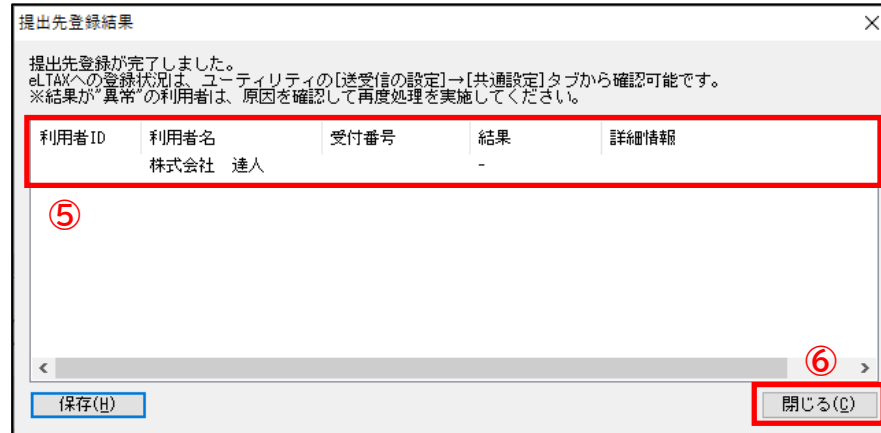 提出先登録結果
提出先登録が完了しました。
eLTAXへの登録状況は、ユーティリティの[送受信の設定]→[共通設定]タブから確認可能です。
※結果が"異常"の利用者は、原因を確認して再度処理を実施してください。
利用者ID 利用者名 受付番号 結果 詳細情報
株式会社 達人 -
⑤
⑥
保存(H) 閉じる(C)